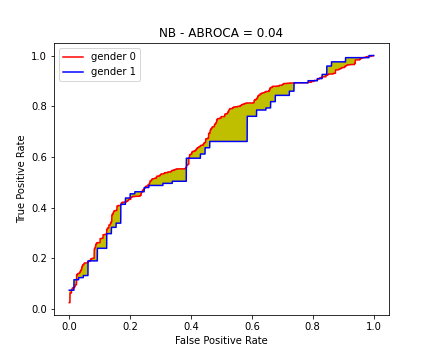 NB - ABROCA = 0.04
gender 0
gender 1
1.0
0.8
0.6
0.4
0.2
0.0
True Positive Rate
0.0 0.2 0.4 0.6 0.8 1.0
False Positive Rate